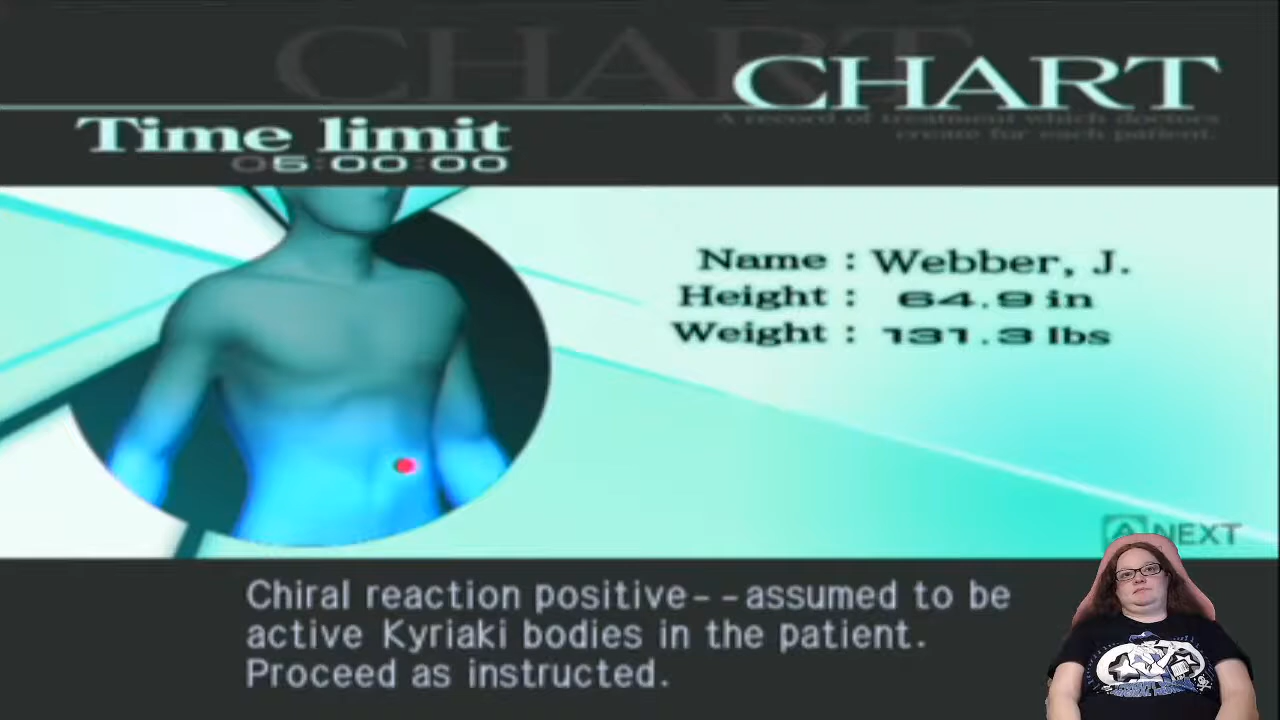 CHART
CHART
A record of treatment which doctors
create for each patient.
Time limit
05:00:00
Name : Webber, J.
Height : 64.9 in
Weight : 131.3 lbs
A NEXT
Chiral reaction positive--assumed to be
active Kyriaki bodies in the patient.
Proceed as instructed.